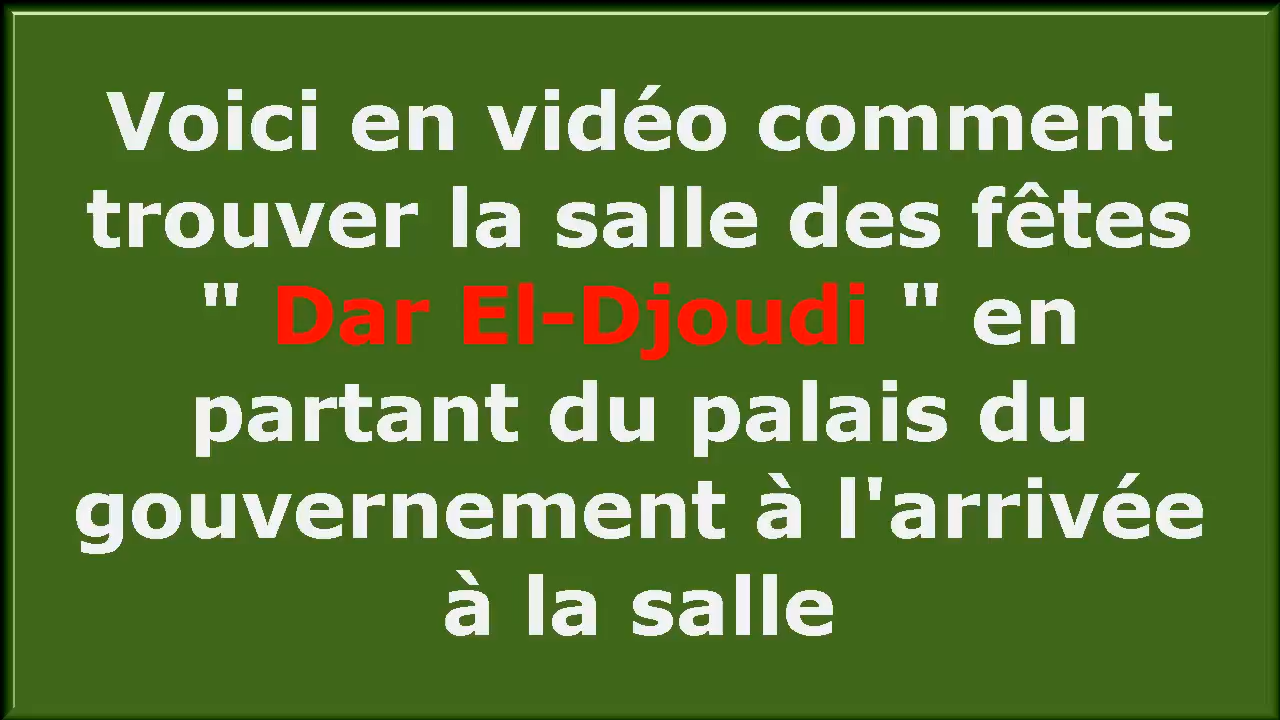 Voici en vidéo comment
trouver la salle des fêtes
" Dar El-Djoudi " en
partant du palais du
gouvernement à l'arrivée
à la salle